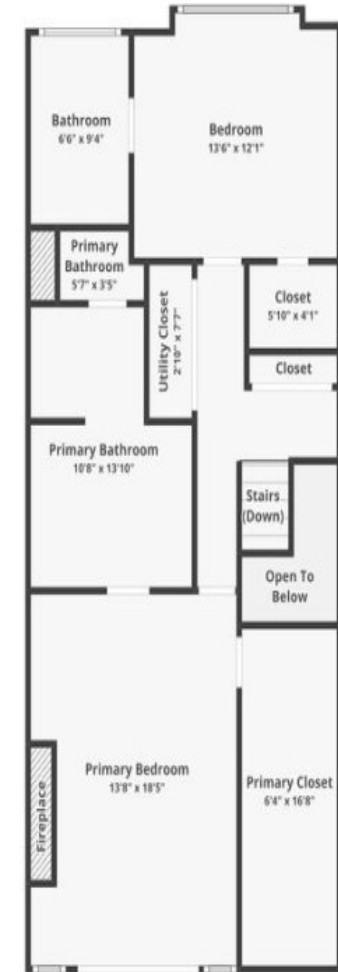 Bathroom
6'6" x 9'4"
Bedroom
13'6" x 12'1"
Primary
Bathroom
5'7" x 3'5"
Utility Closet
2'10" x 7'7"
Closet
5'10" x 4'1"
Closet
Primary Bathroom
10'8" x 13'10"
Stairs
(Down)
Open To
Below
Primary Bedroom
13'8" x 18'5"
Fireplace
Primary Closet
6'4" x 16'8"